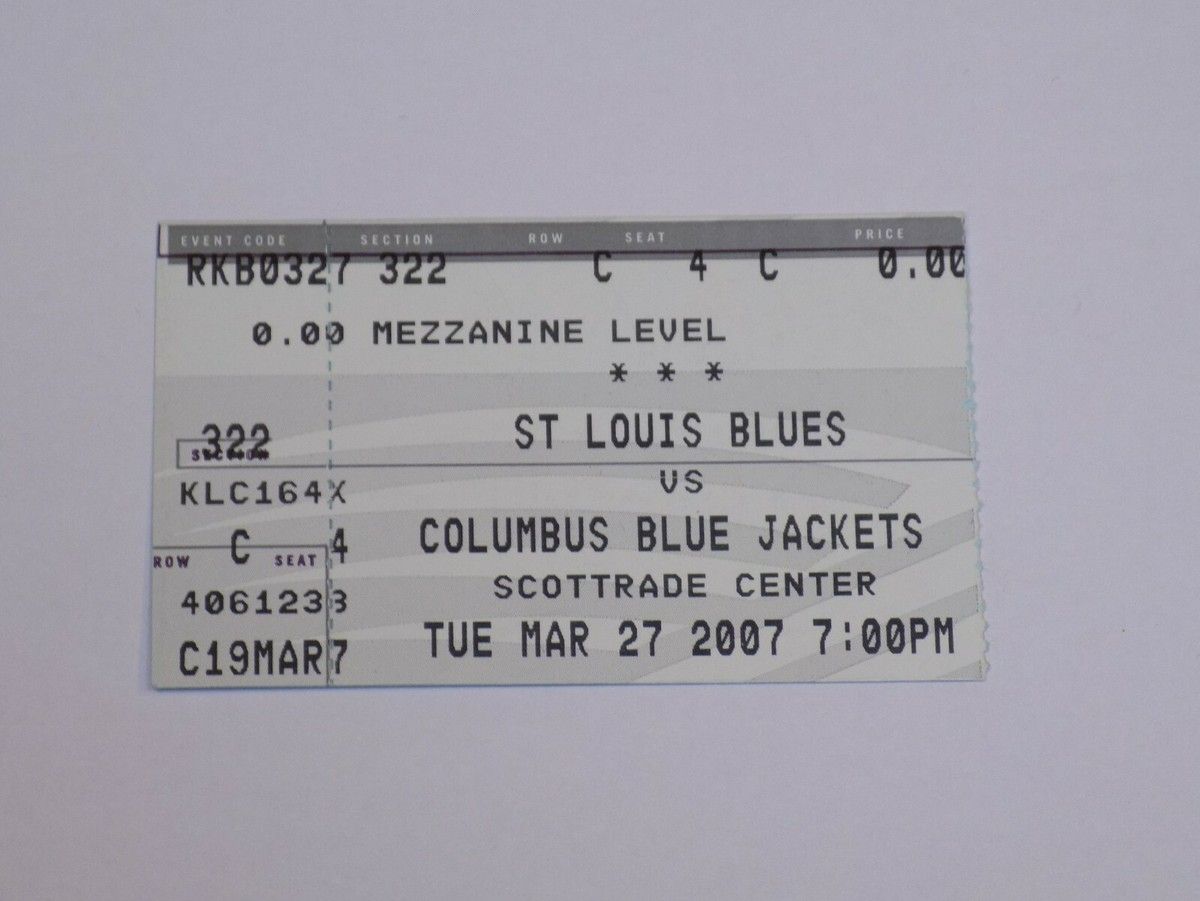 EVENT CODE SECTION ROW SEAT PRICE
RKB0327 322 C 4 C 0.00
0.00 MEZZANINE LEVEL
* * *
322 ST LOUIS BLUES
SECTION
VS
KLC164X
C 4 COLUMBUS BLUE JACKETS
ROW SEAT
SCOTTRADE CENTER
4061233
C19MAR7 TUE MAR 27 2007 7:00PM